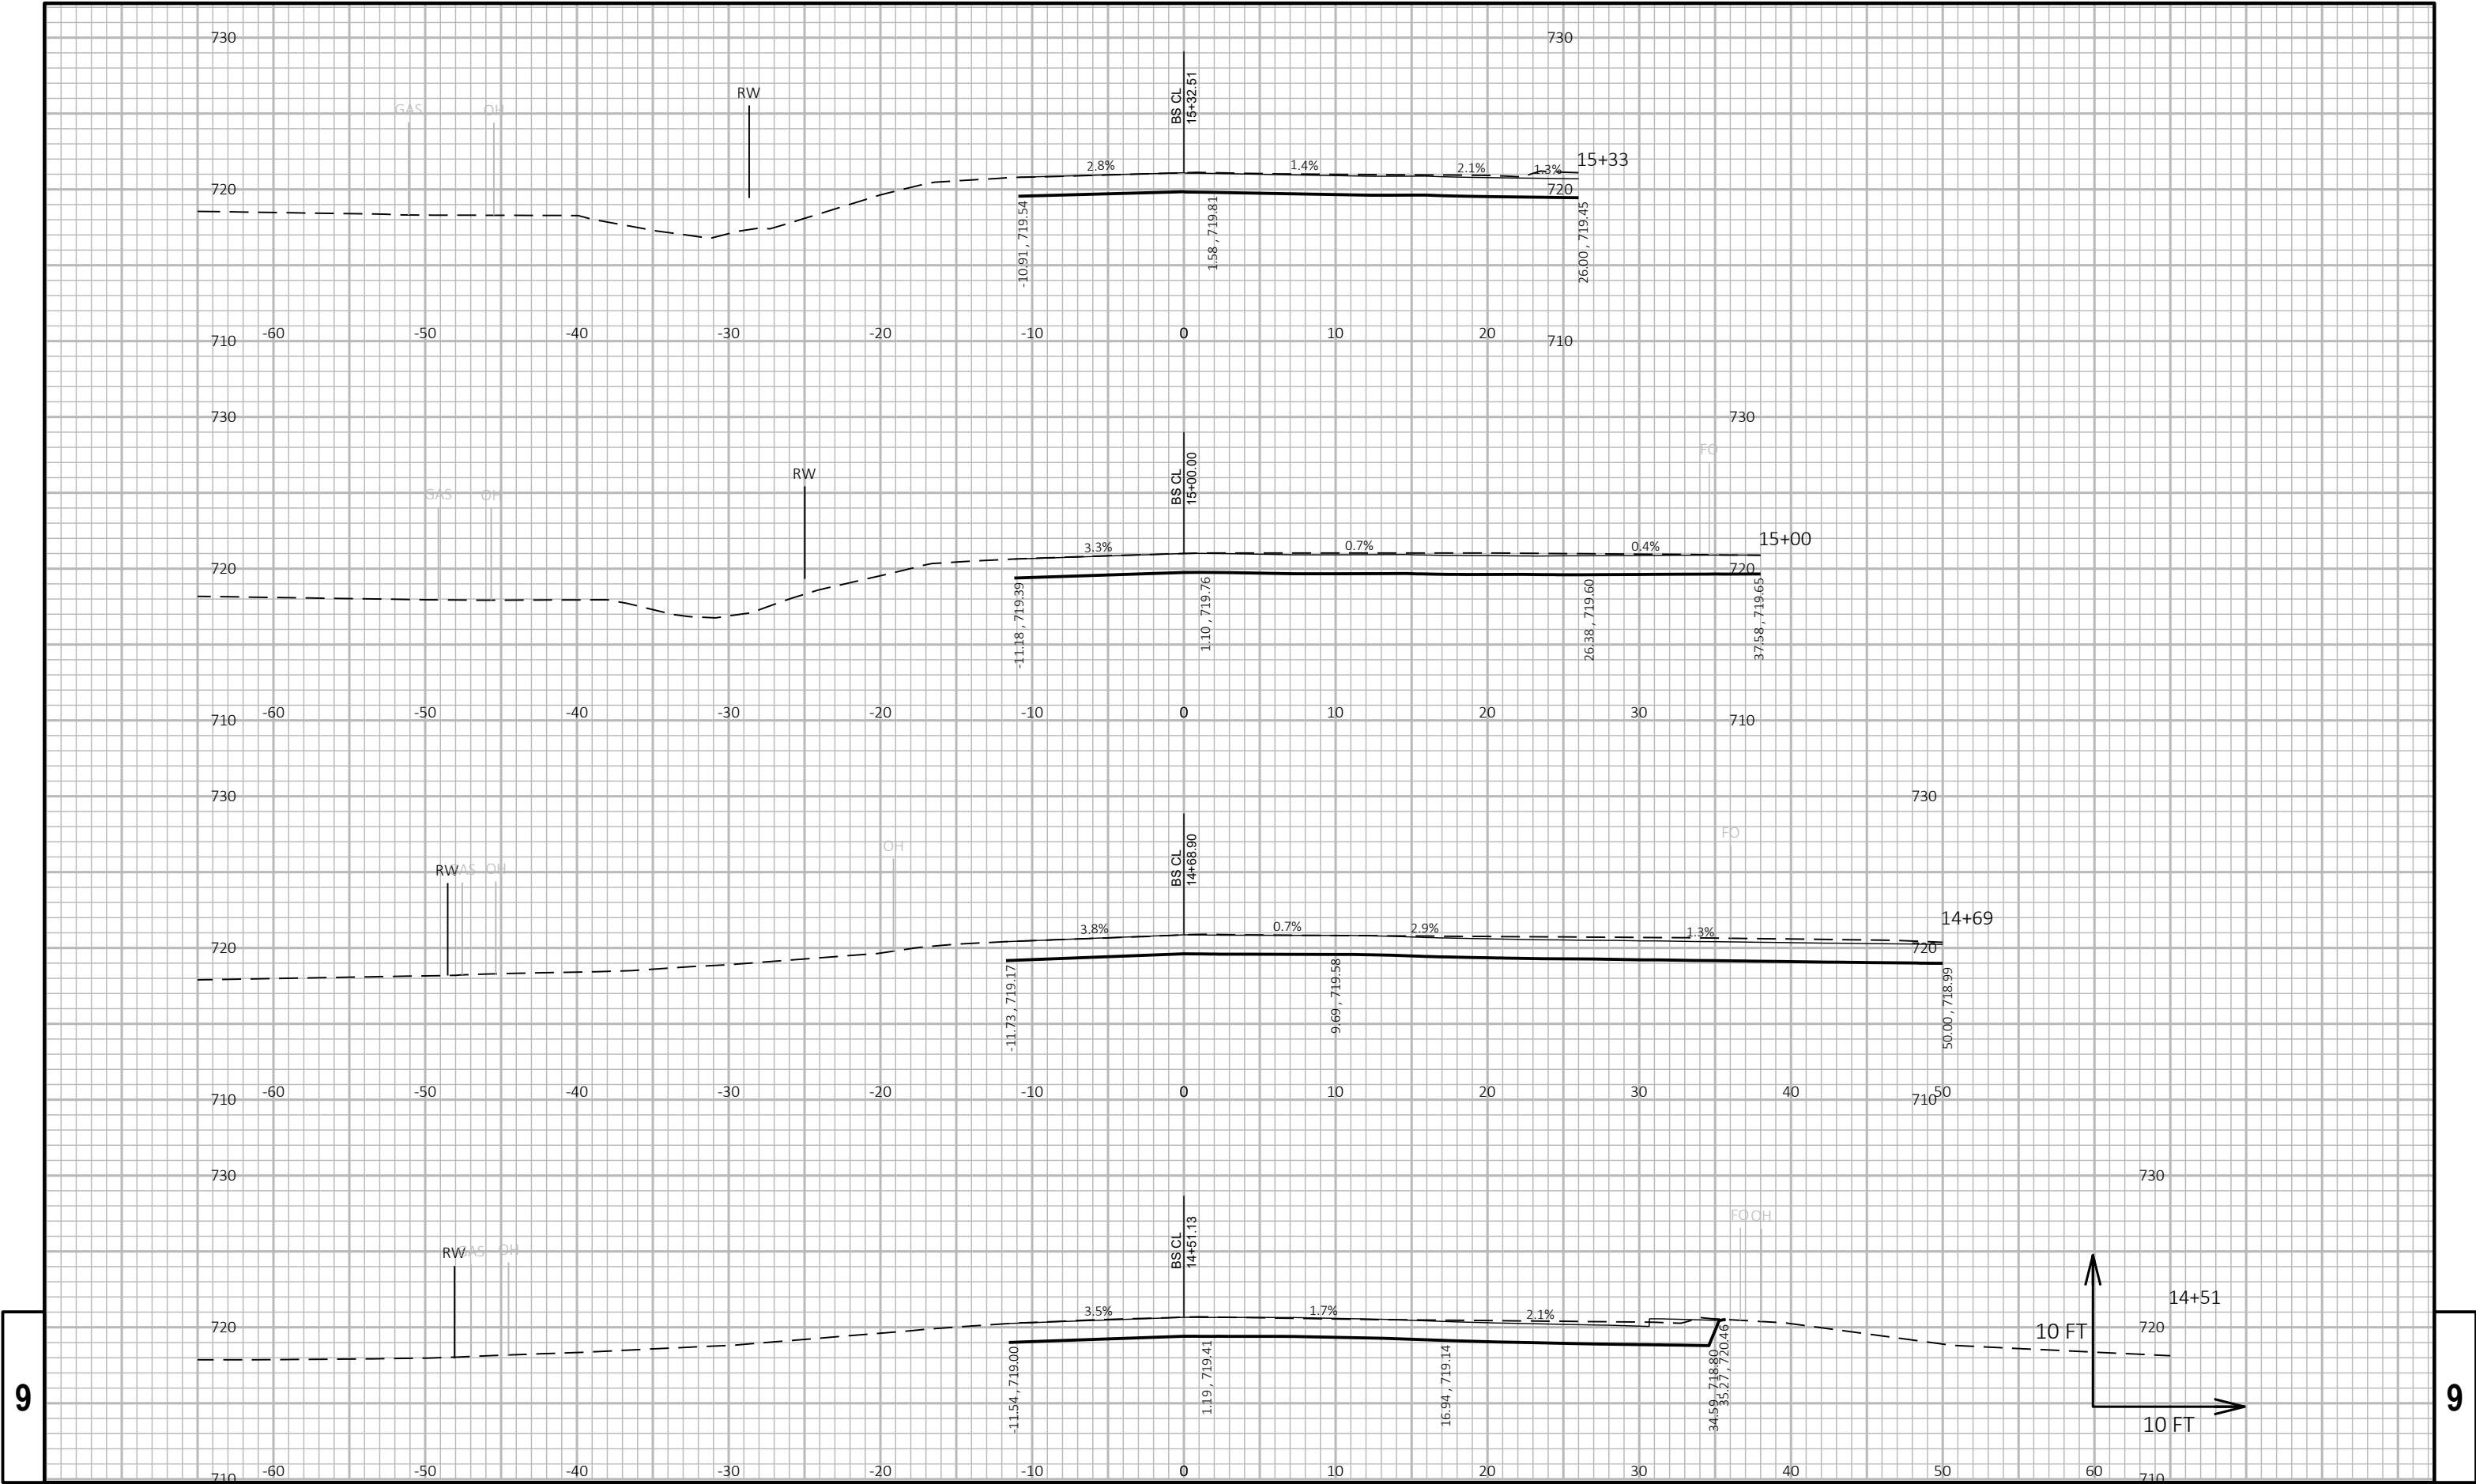 730 730
BS CL
15+32.51
RW
GAS OH
2.8% 1.4% 2.1% 1.3% 15+33
720 720
-10.91 , 719.54
1.58 , 719.81
26.00 , 719.45
-60 -50 -40 -30 -20 -10 0 10 20
710 710
730 730
BS CL
15+00.00
FO
RW
GAS OH
3.3% 0.7% 0.4% 15+00
720 720
-11.18 , 719.39
1.10 , 719.76
26.38 , 719.60
37.58 , 719.65
-60 -50 -40 -30 -20 -10 0 10 20 30
710 710
730 730
BS CL
14+68.90
FO
OH
RW GAS OH
3.8% 0.7% 2.9% 1.3% 14+69
720 720
-11.73 , 719.17
9.69 , 719.58
50.00 , 718.99
-60 -50 -40 -30 -20 -10 0 10 20 30 40 50
710 710
730 730
BS CL
14+51.13
FO OH
RW GAS OH
3.5% 1.7% 2.1% 14+51
720 720
10 FT
-11.54 , 719.00
1.19 , 719.41
16.94 , 719.14
34.59 , 718.80
35.27 , 720.46
10 FT
9 9
-60 -50 -40 -30 -20 -10 0 10 20 30 40 50 60
710 710